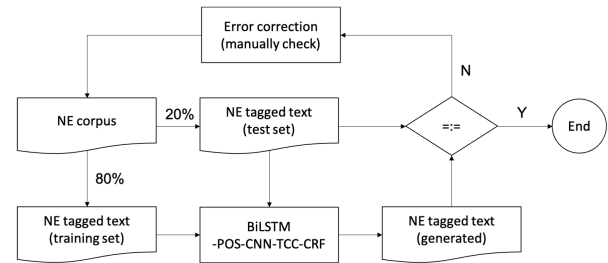 Error correction
(manually check)
N
NE corpus
20%
NE tagged text
(test set)
=:=
Y
End
80%
NE tagged text
(training set)
BiLSTM
-POS-CNN-TCC-CRF
NE tagged text
(generated)